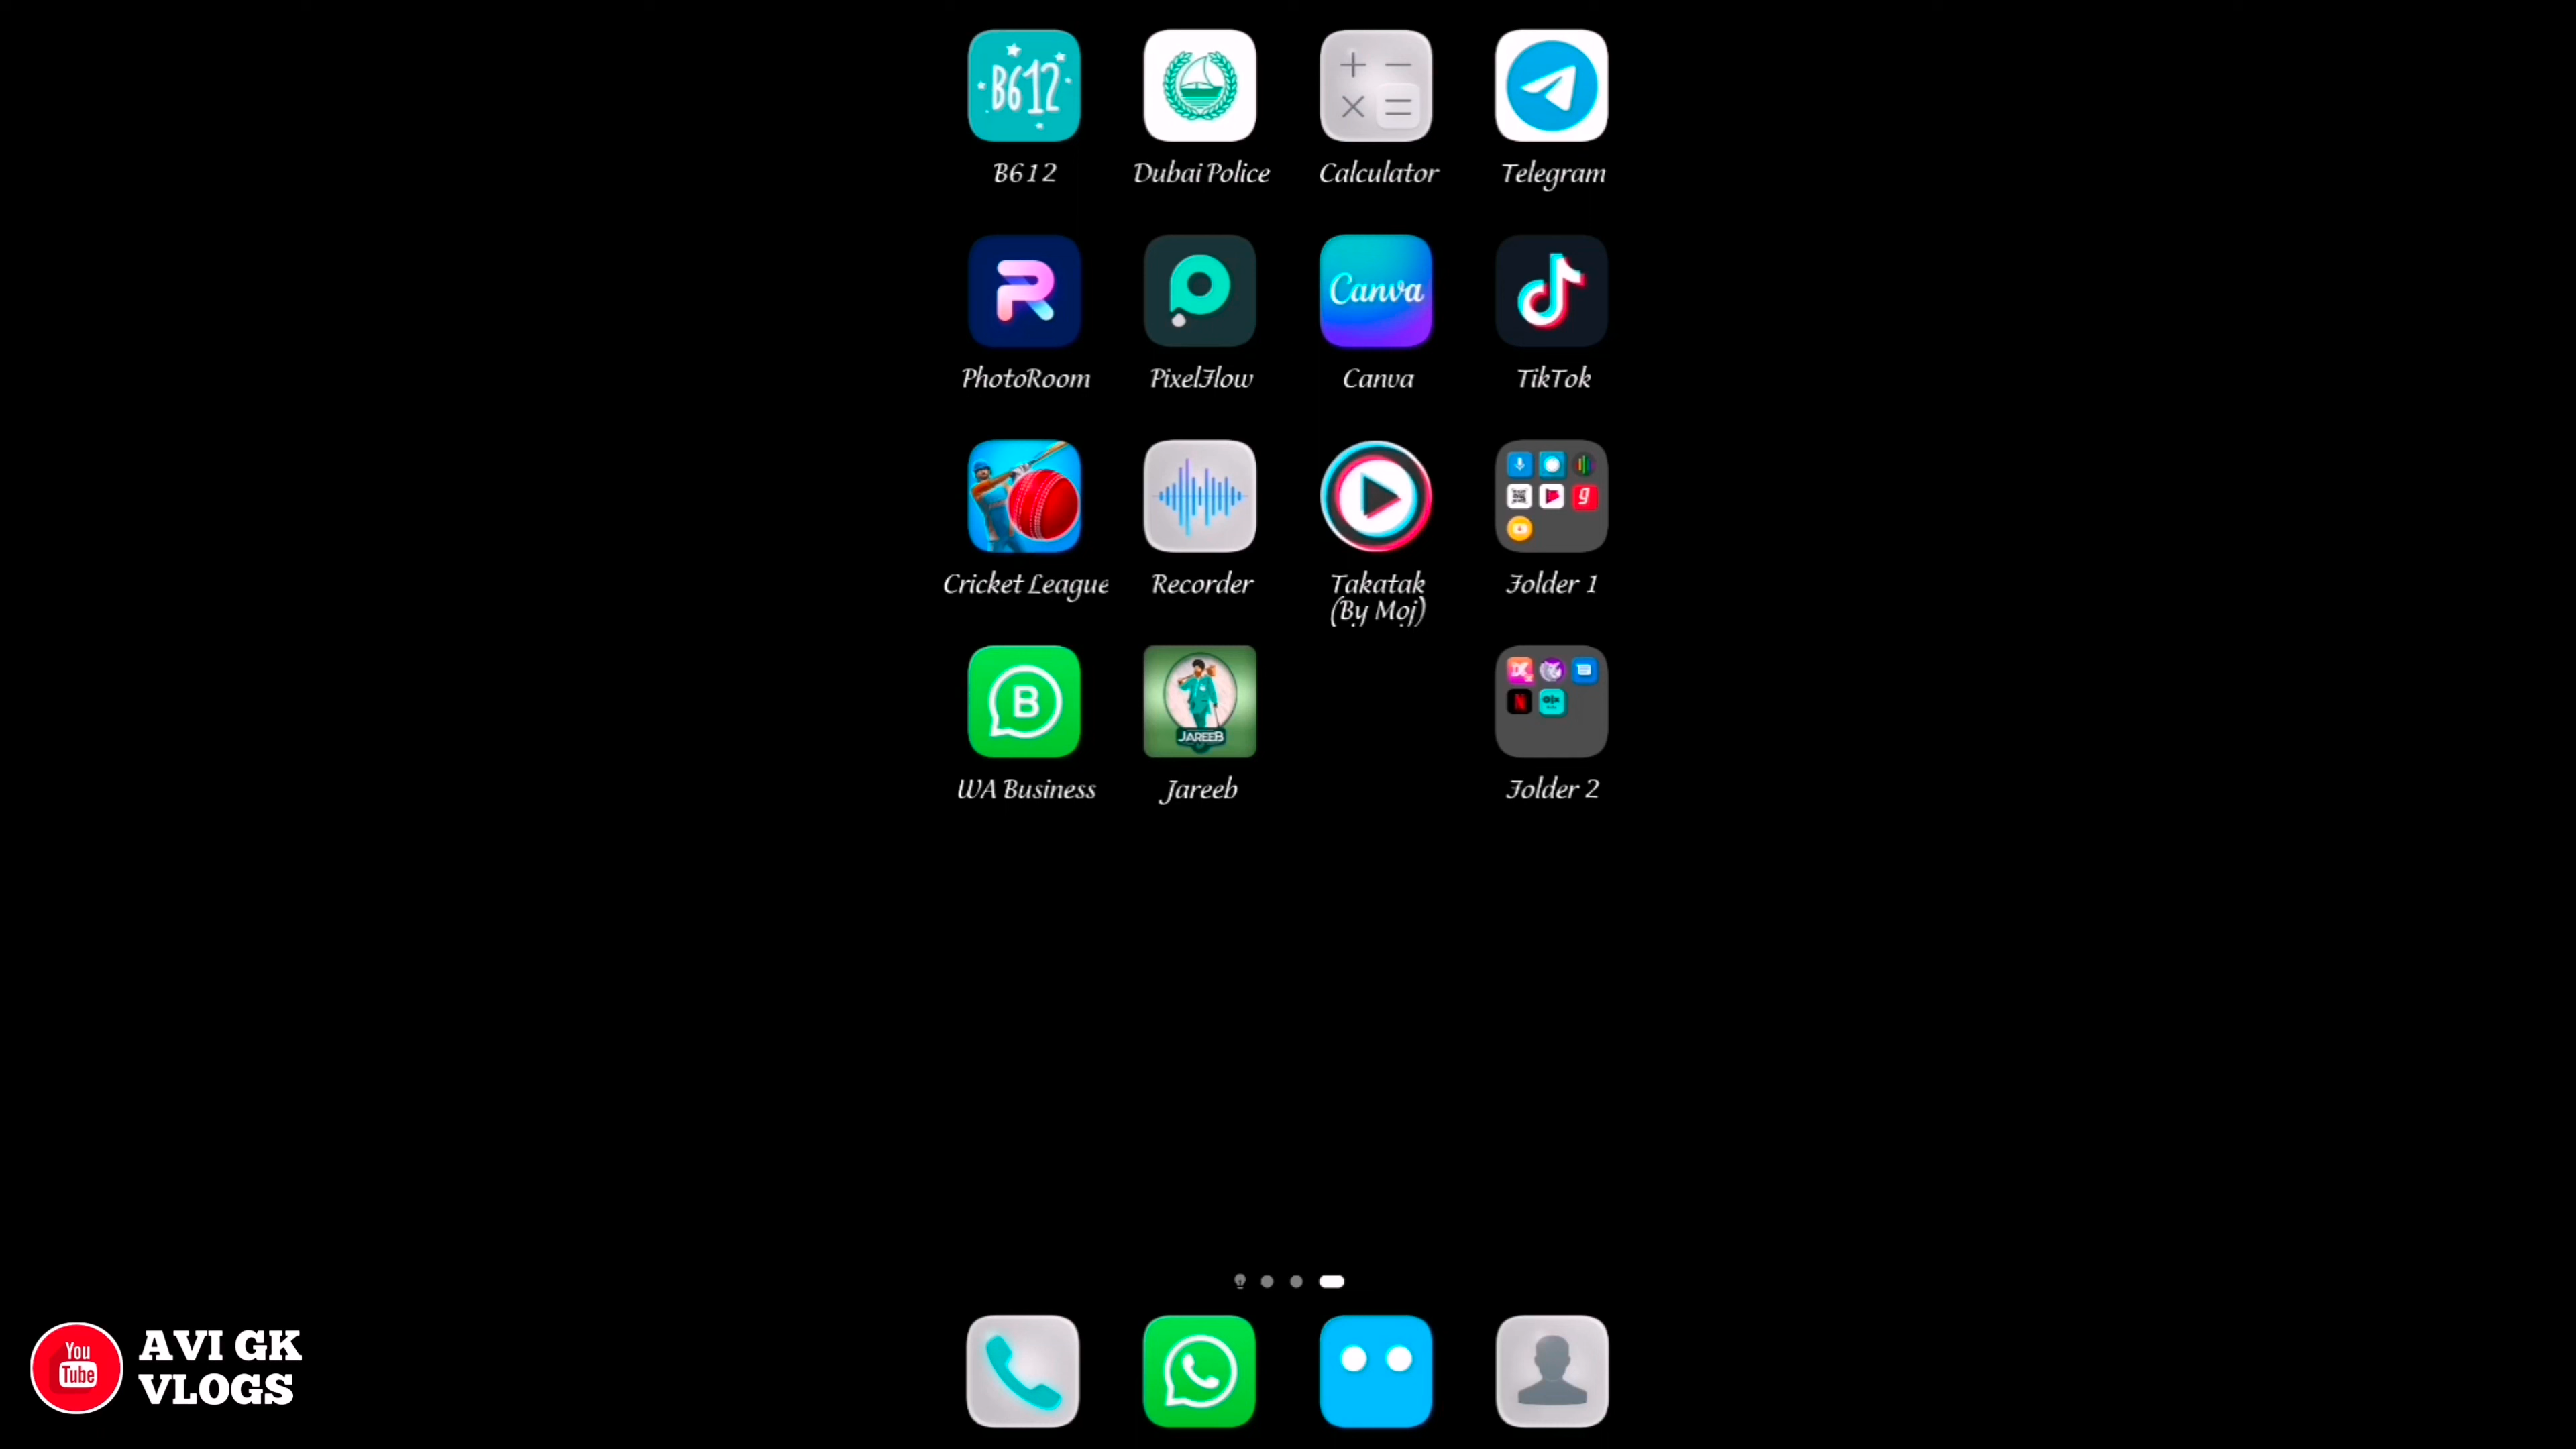 B612
B612
Dubai Police
Calculator
Telegram
Canva
PhotoRoom
PixelFlow
Canva
TikTok
Cricket League
Recorder
Takatak
(By Moj)
Folder 1
B
JAREEB
WA Business
Jareeb
Folder 2
You
Tube
AVI GK
VLOGS